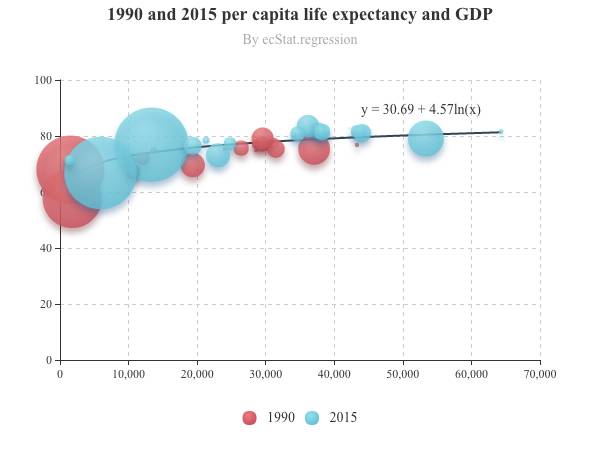 1990 and 2015 per capita life expectancy and GDP
By ecStat.regression
100
y = 30.69 + 4.57ln(x)
80
40
20
0
0 10,000 20,000 30,000 40,000 50,000 60,000 70,000
1990 2015